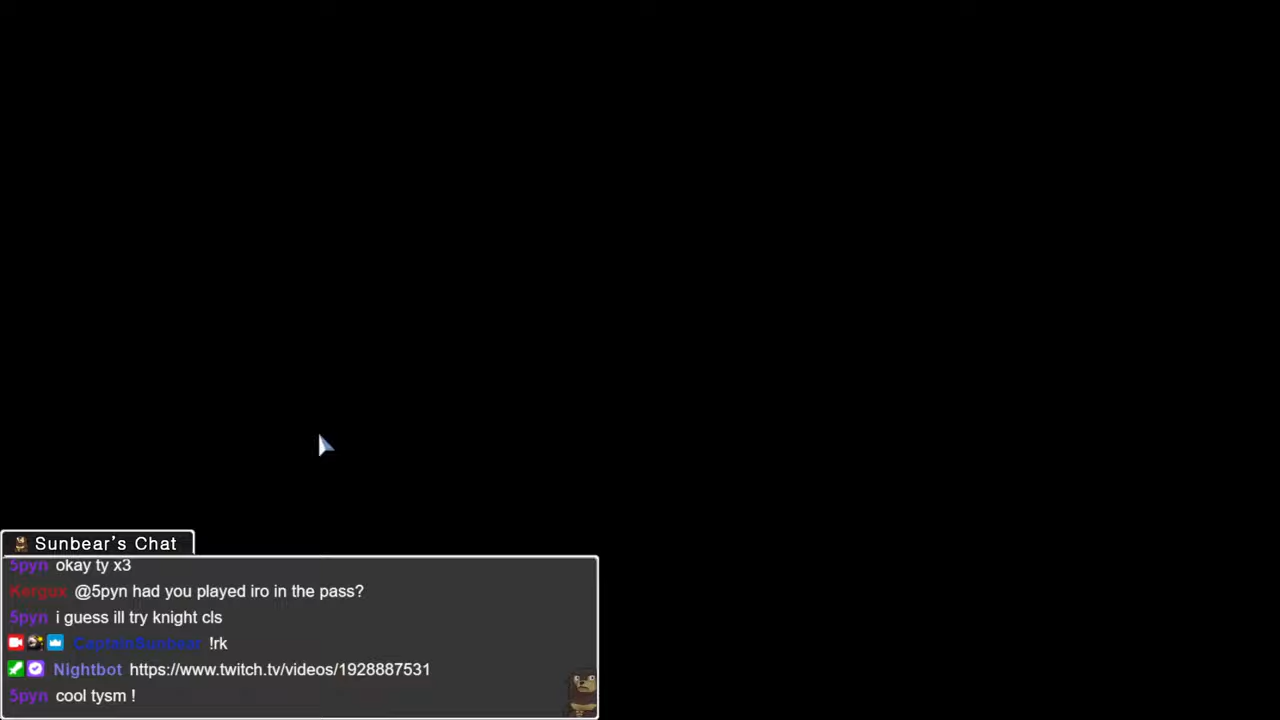 Sunbear's Chat
5pyn okay ty x3
Kergux @5pyn had you played iro in the pass?
5pyn i guess ill try knight cls
CaptainSunbear !rk
Nightbot https://www.twitch.tv/videos/1928887531
5pyn cool tysm !